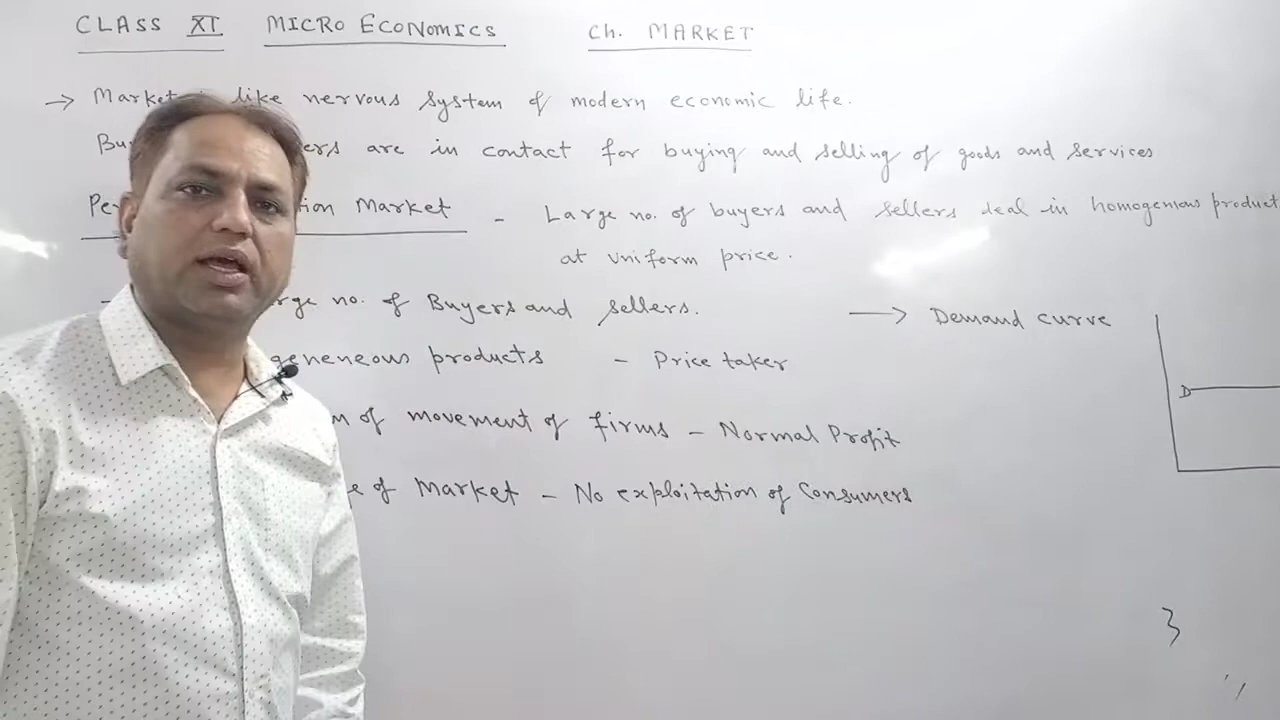 CLASS XI MICRO ECONOMICS Ch. MARKET
→ Market like nervous system of modern economic life.
are in contact for buying and selling of goods and services
Market - Large no. of buyers and sellers deal in homogenious product
at uniform price.
no. of Buyers and sellers. → Demand curve
products - Price taker
D
of movement of firms - Normal Profit
of Market - No exploitation of Consumers